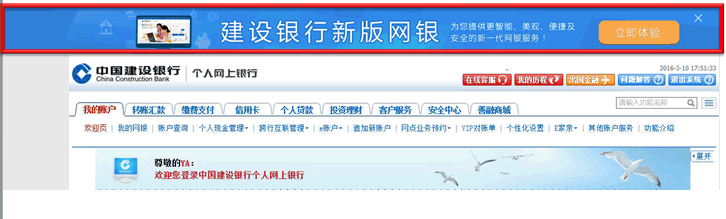 建设银行新版网银
为您提供更智能、美观、便捷及
安全的新一代网银服务！
立即体验
中国建设银行 个人网上银行
China Construction Bank
2016-3-10 17:51:33
在线客服 我的历程 出国金融 问题解答 退出系统
我的账户 转账汇款 缴费支付 信用卡 个人贷款 投资理财 客户服务 安全中心 善融商城
请输入功能名称
欢迎页 | 我的网银 | 账户查询 | 个人现金管理 | 跨行互联管理 | e账户 | 追加新账户 | 网点业务预约 | VIP对账单 | 个性化设置 | E家亲 | 其他账户服务 | 功能介绍
展开
尊敬的YA：
欢迎您登录中国建设银行个人网上银行